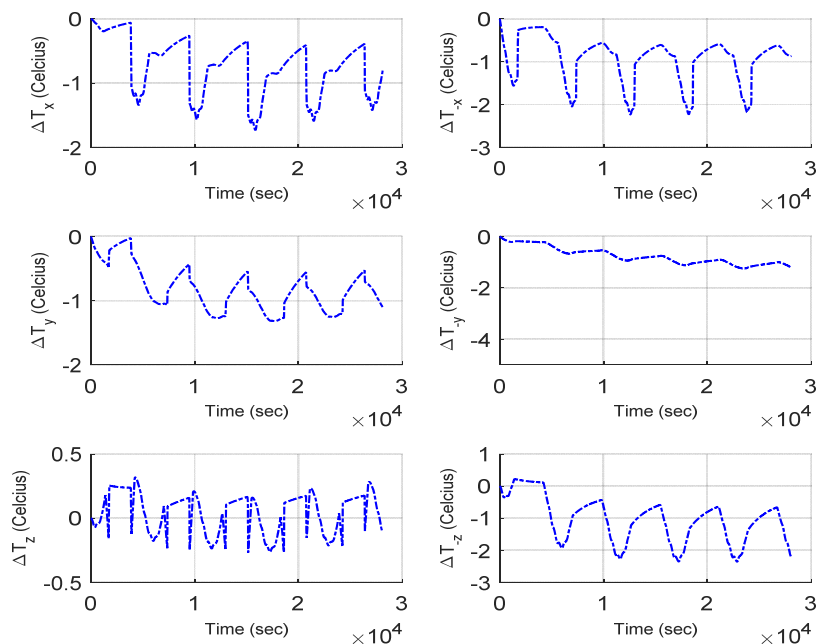 0
-1
-2
ΔT_x (Celcius)
0 1 2 3
Time (sec)
×10^4
0
-1
-2
-3
ΔT_-x (Celcius)
0 1 2 3
Time (sec)
×10^4
0
-1
-2
ΔT_y (Celcius)
0 1 2 3
Time (sec)
×10^4
0
-2
-4
ΔT_-y (Celcius)
0 1 2 3
Time (sec)
×10^4
0.5
0
-0.5
ΔT_z (Celcius)
0 1 2 3
Time (sec)
×10^4
1
0
-1
-2
-3
ΔT_-z (Celcius)
0 1 2 3
Time (sec)
×10^4